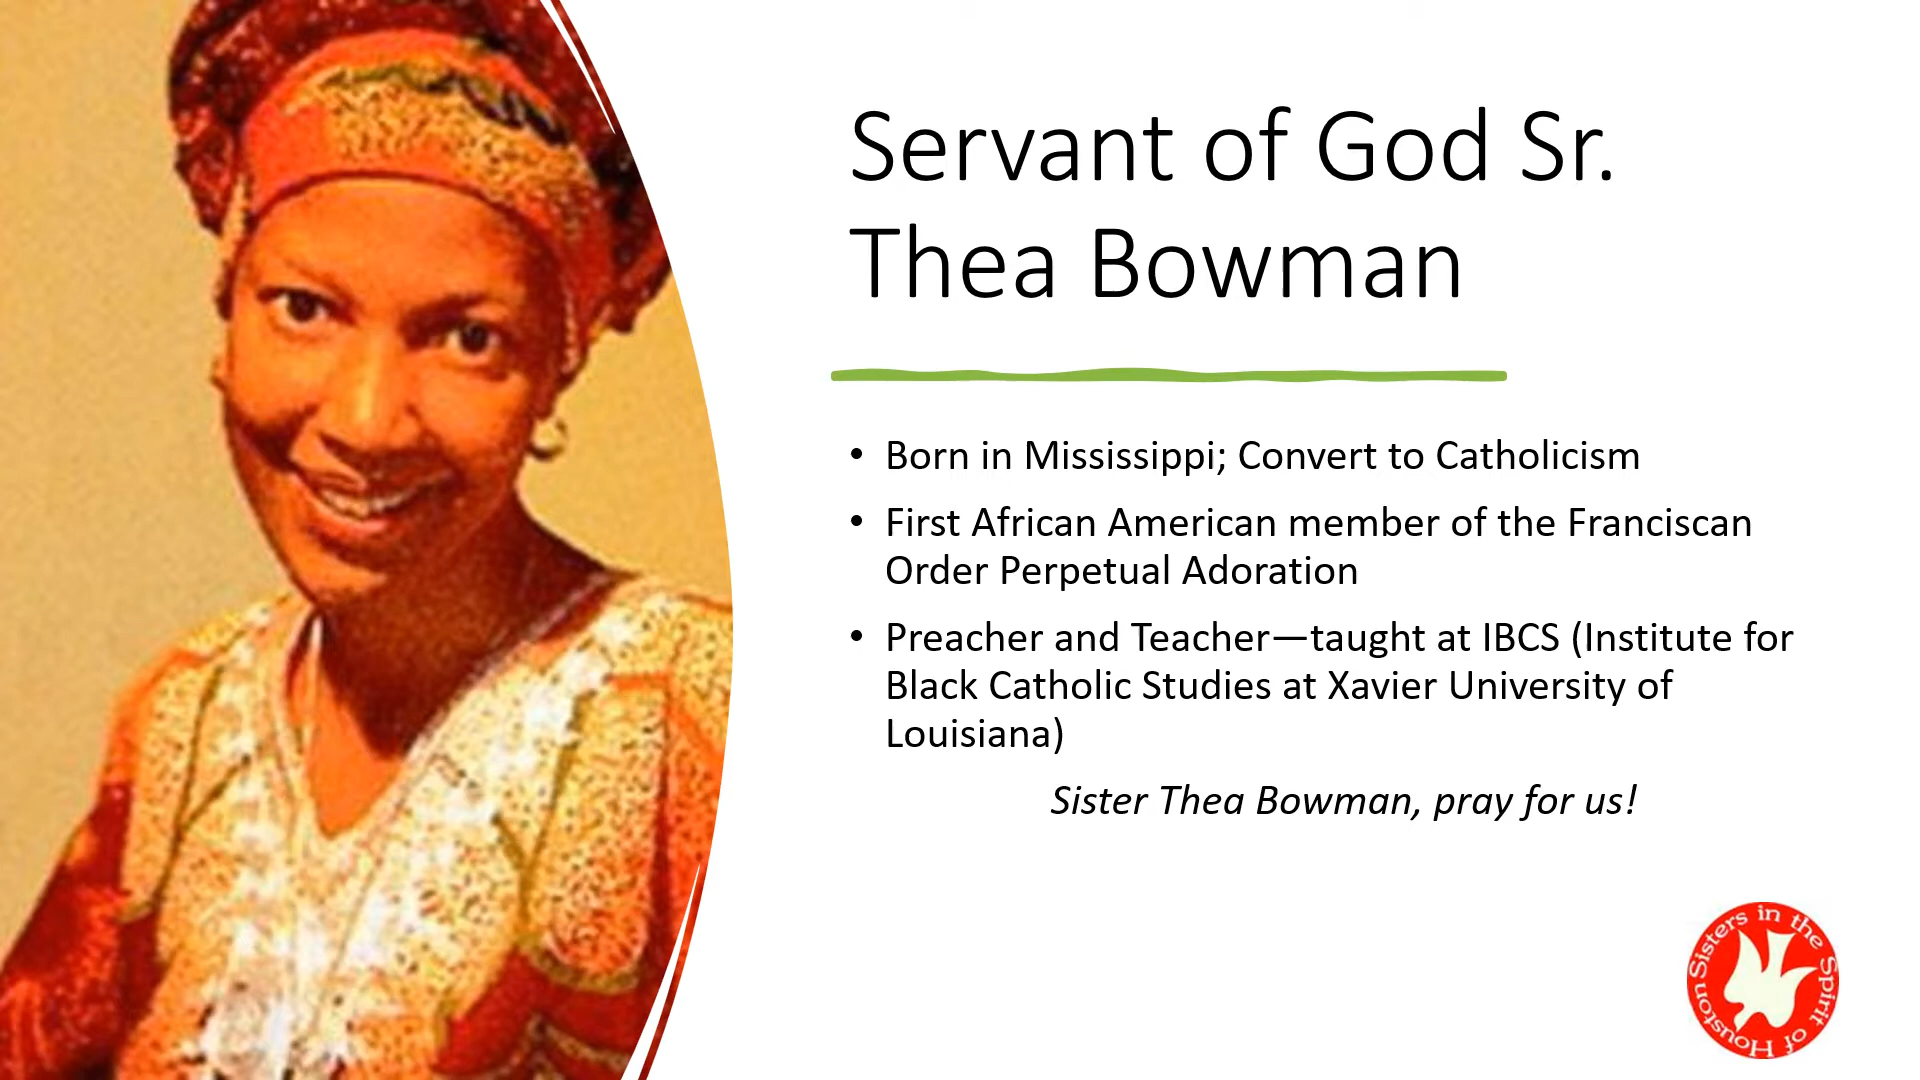 Servant of God Sr.
Thea Bowman
• Born in Mississippi; Convert to Catholicism
• First African American member of the Franciscan
Order Perpetual Adoration
• Preacher and Teacher—taught at IBCS (Institute for
Black Catholic Studies at Xavier University of
Louisiana)
Sister Thea Bowman, pray for us!
Sisters in the Spirit of Houston